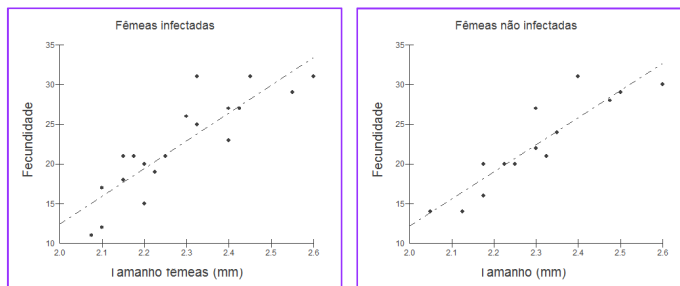 Fêmeas infectadas
35
30
25
20
15
10
Fecundidade
2.0 2.1 2.2 2.3 2.4 2.5 2.6
Tamanho fêmeas (mm)
Fêmeas não infectadas
35
30
25
20
15
10
Fecundidade
2.0 2.1 2.2 2.3 2.4 2.5 2.6
Tamanho (mm)